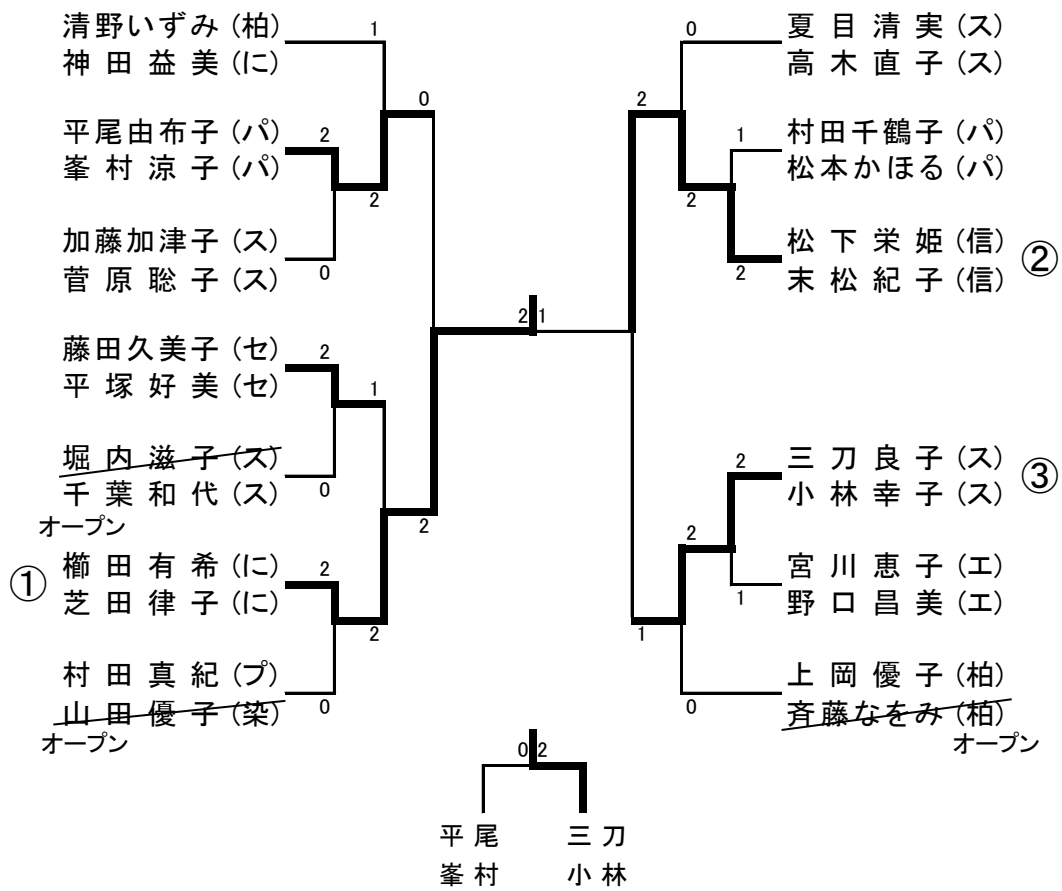 清野いずみ (柏)
神田益美 (に)
1
0
平尾由布子 (パ)
峯村涼子 (パ)
2
2
加藤加津子 (ス)
菅原聡子 (ス)
0
藤田久美子 (セ)
平塚好美 (セ)
2
1
堀内滋子 (ス)
千葉和代 (ス)
0
オープン
2
① 櫛田有希 (に)
芝田律子 (に)
2
2
村田真紀 (プ)
山田優子 (染)
0
オープン
2 1
0
夏目清実 (ス)
高木直子 (ス)
2
1
村田千鶴子 (パ)
松本かほる (パ)
2
松下栄姫 (信) ②
末松紀子 (信)
2
2
三刀良子 (ス) ③
小林幸子 (ス)
2
宮川恵子 (エ)
野口昌美 (エ)
1
1
上岡優子 (柏)
斉藤なをみ (柏)
0
オープン
0 2
平尾 三刀
峯村 小林